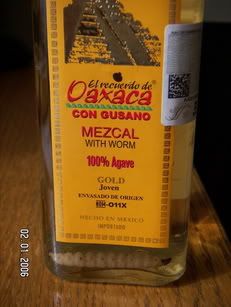 El recuerdo de
Oaxaca
CON GUSANO
MEZCAL
WITH WORM
100% Agave
GOLD
Joven
ENVASADO DE ORIGEN
HECHO EN MEXICO
IMPORTADO
02 01 2006